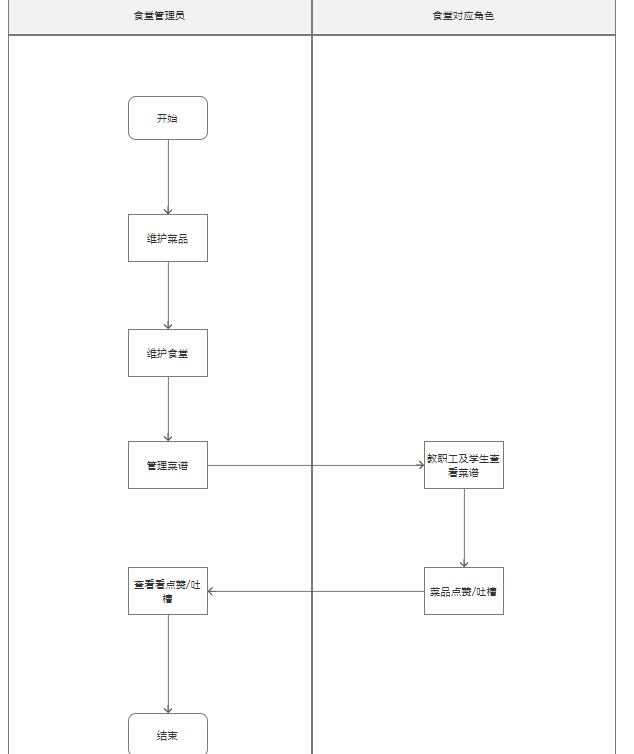 食堂管理员
食堂对应角色
开始
维护菜品
维护食堂
管理菜谱
教职工及学生查
看菜谱
查看看点赞/吐
槽
菜品点赞/吐槽
结束